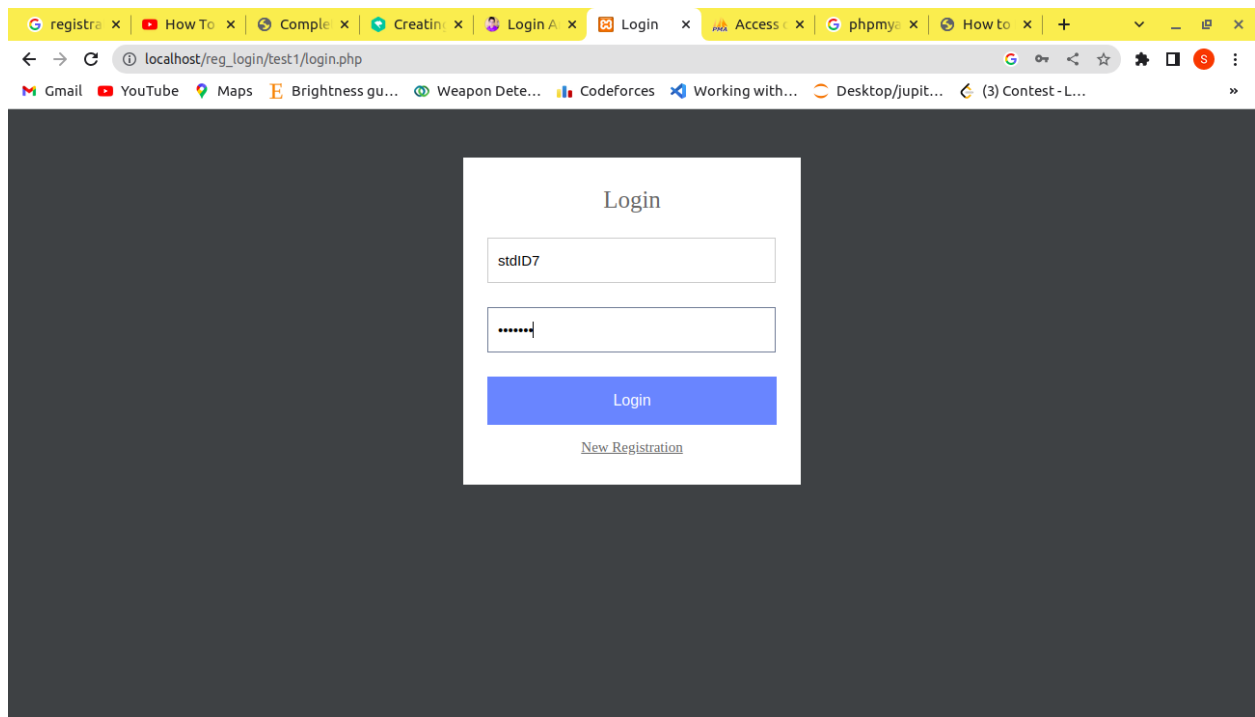 registra How To Comple Creating Login A Login Access c phpmya How to
localhost/reg_login/test1/login.php S
Gmail YouTube Maps E Brightness gu... Weapon Dete... Codeforces Working with... Desktop/jupit... (3) Contest - L... »
Login
stdID7
•••••••
Login
New Registration